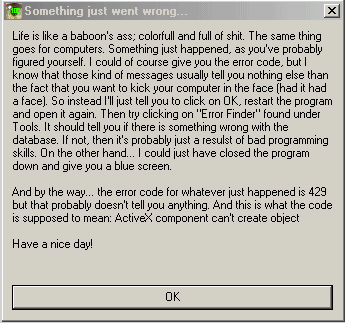 Something just went wrong...
Life is like a baboon's ass; colorfull and full of shit. The same thing
goes for computers. Something just happened, as you've probably
figured yourself. I could of course give you the error code, but I
know that those kind of messages usually tell you nothing else than
the fact that you want to kick your computer in the face (had it had
a face). So instead I'll just tell you to click on OK, restart the program
and open it again. Then try clicking on "Error Finder" found under
Tools. It should tell you if there is something wrong with the
database. If not, then it's probably just a resulst of bad programming
skills. On the other hand... I could just have closed the program
down and give you a blue screen.
And by the way... the error code for whatever just happened is 429
but that probably doesn't tell you anything. And this is what the code
is supposed to mean: ActiveX component can't create object
Have a nice day!
OK